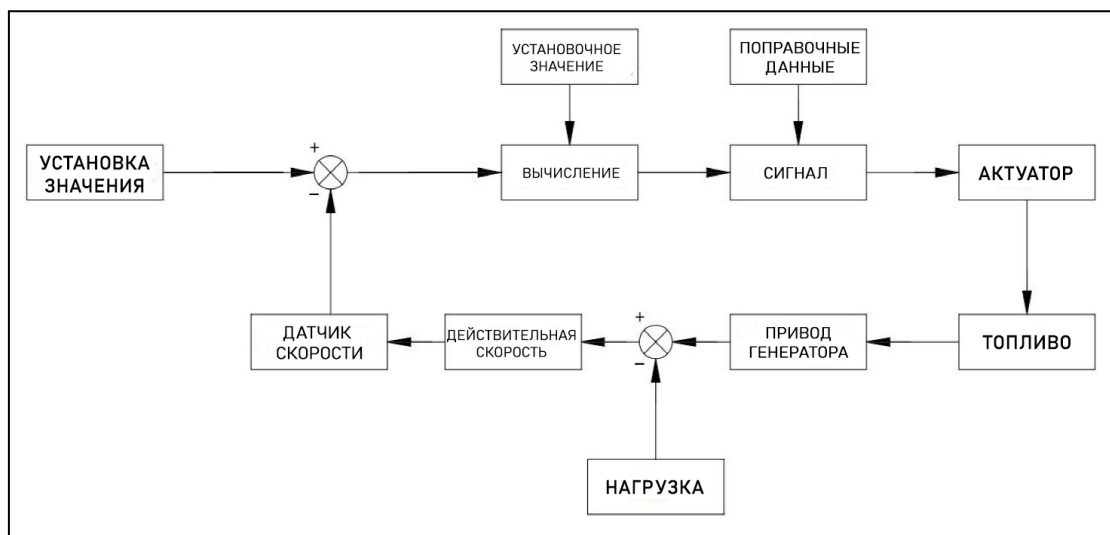 УСТАНОВОЧНОЕ
ЗНАЧЕНИЕ
ПОПРАВОЧНЫЕ
ДАННЫЕ
УСТАНОВКА
ЗНАЧЕНИЯ
+
−
ВЫЧИСЛЕНИЕ
СИГНАЛ
АКТУАТОР
ДАТЧИК
СКОРОСТИ
ДЕЙСТВИТЕЛЬНАЯ
СКОРОСТЬ
+
−
ПРИВОД
ГЕНЕРАТОРА
ТОПЛИВО
НАГРУЗКА